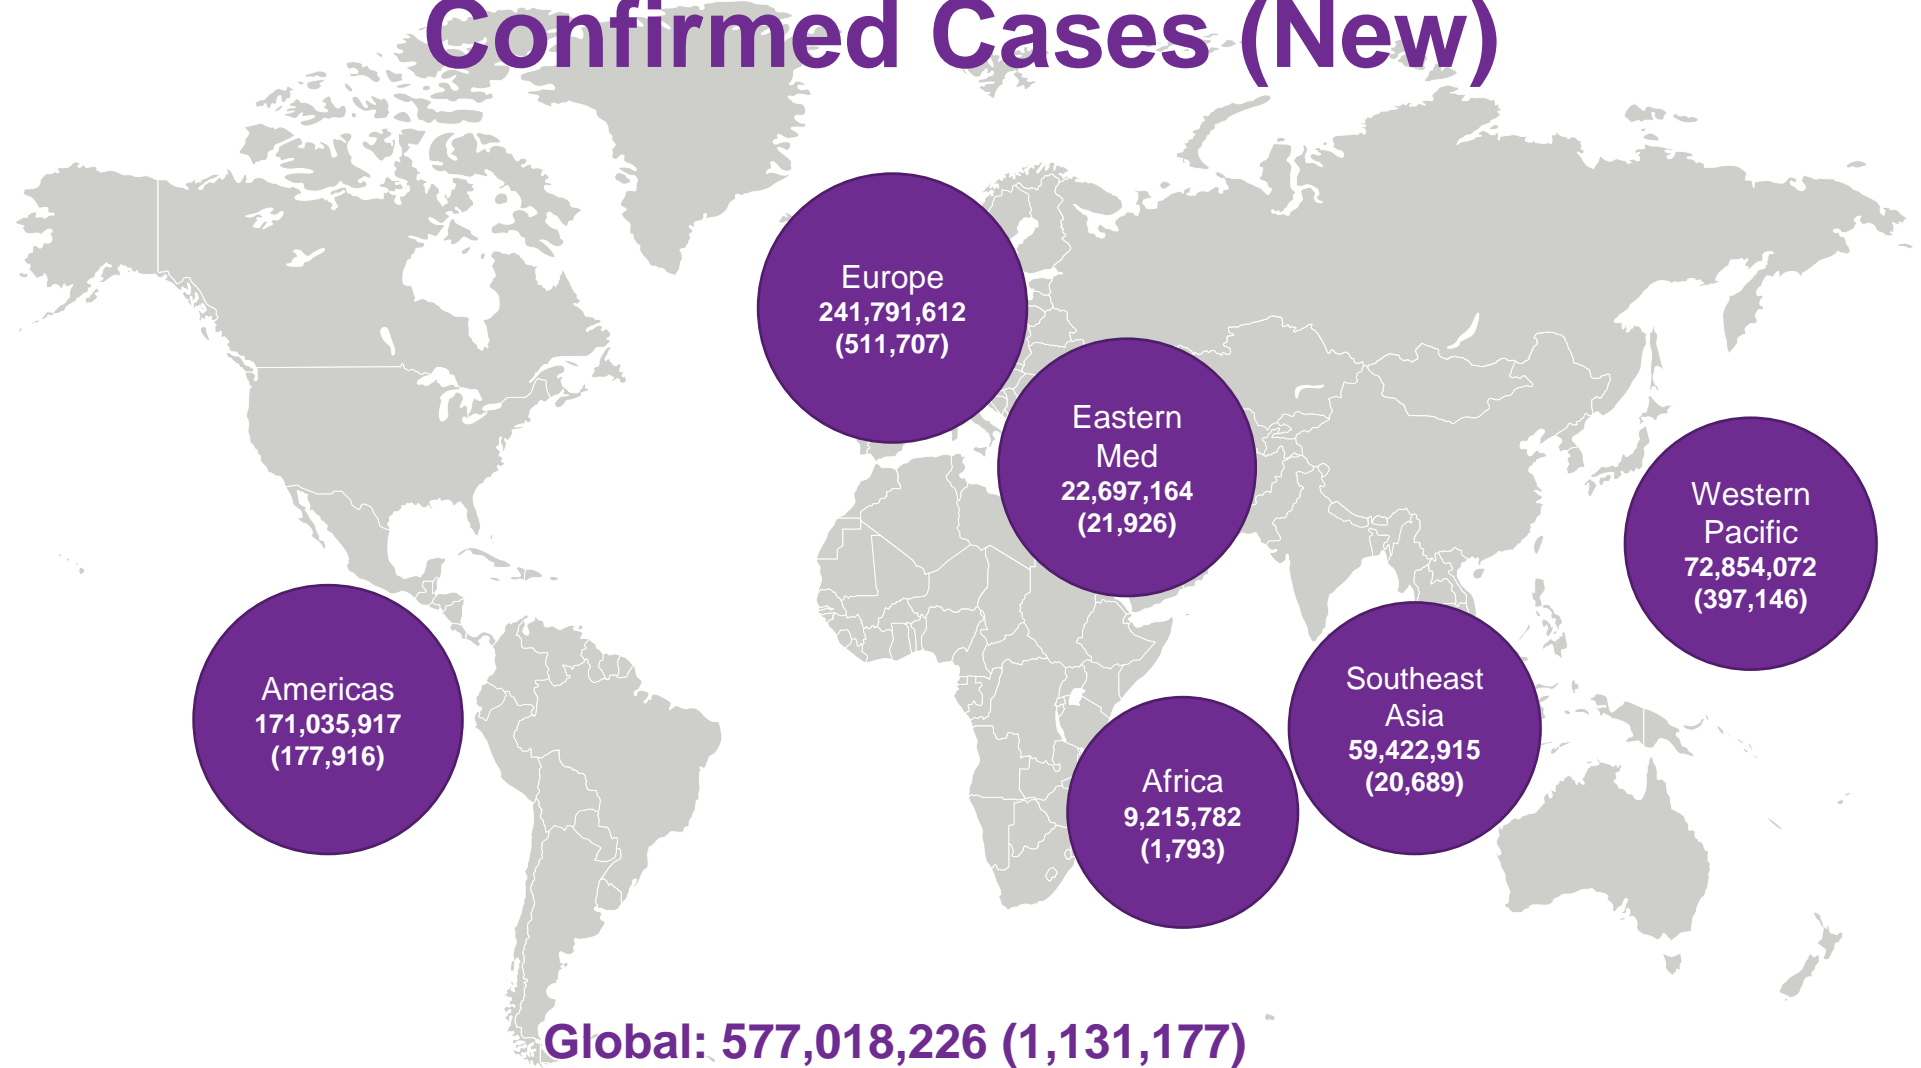 Confirmed Cases (New)
Europe
241,791,612
(511,707)
Eastern
Med
22,697,164
(21,926)
Western
Pacific
72,854,072
(397,146)
Americas
171,035,917
(177,916)
Southeast
Asia
59,422,915
(20,689)
Africa
9,215,782
(1,793)
Global: 577,018,226 (1,131,177)